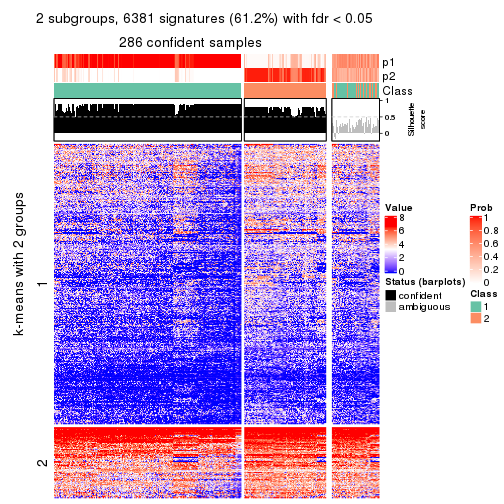 2 subgroups, 6381 signatures (61.2%) with fdr < 0.05
286 confident samples
p1
p2
Class
1
0.5
0
Silhouette
score
k-means with 2 groups
1
2
Value
8
6
4
2
0
Status (barplots)
confident
ambiguous
Prob
1
0.8
0.6
0.4
0.2
0
Class
1
2